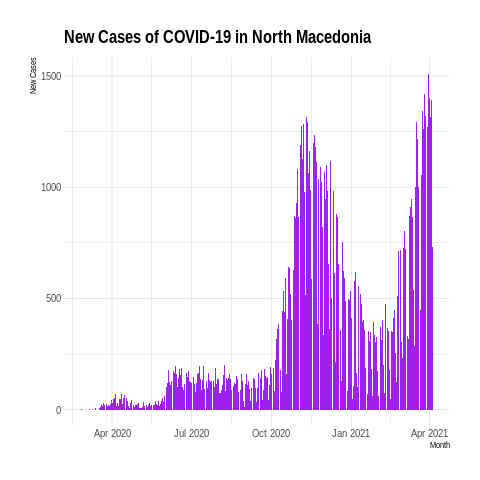 New Cases of COVID-19 in North Macedonia
New Cases
1500
1000
500
0
Apr 2020 Jul 2020 Oct 2020 Jan 2021 Apr 2021
Month